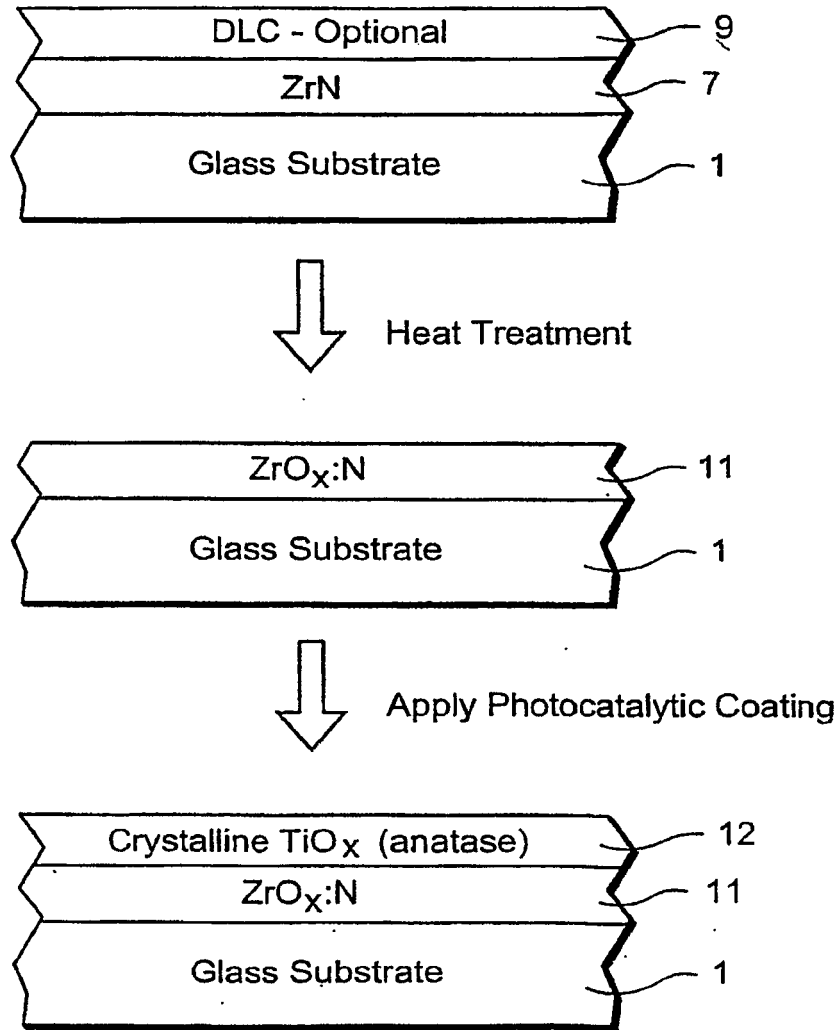 DLC - Optional 9
ZrN 7
Glass Substrate 1
Heat Treatment
ZrOx:N 11
Glass Substrate 1
Apply Photocatalytic Coating
Crystalline TiOx (anatase) 12
ZrOx:N 11
Glass Substrate 1